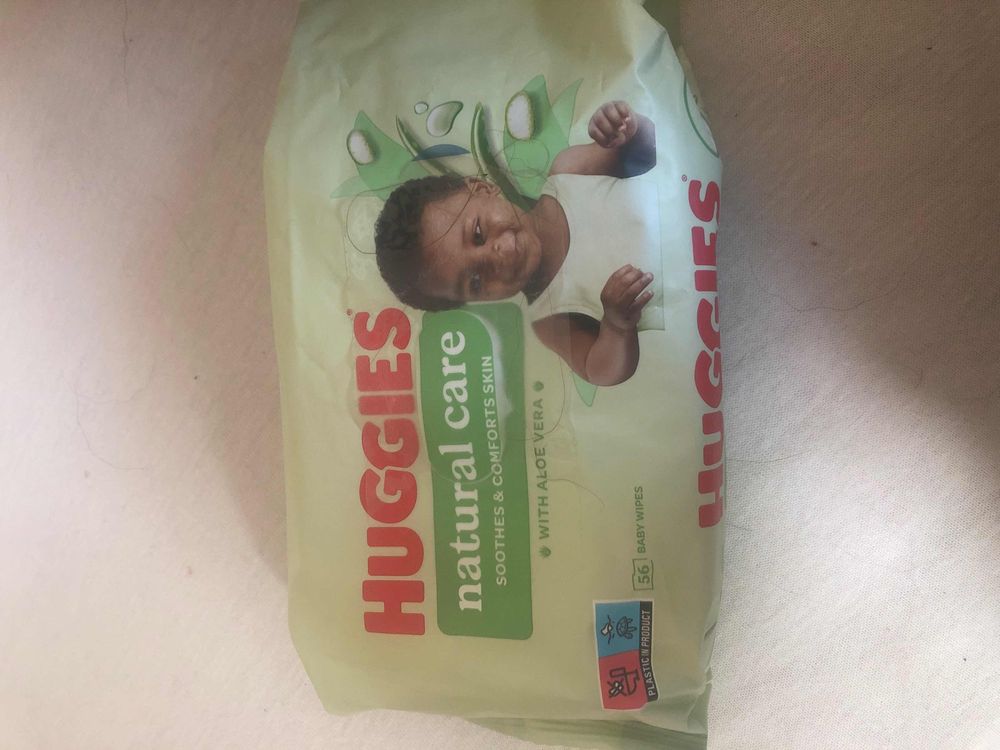 HUGGIES®
natural care
SOOTHES & COMFORTS SKIN
WITH ALOE VERA
56 BABY WIPES
PLASTIC IN PRODUCT
HUGGIES®